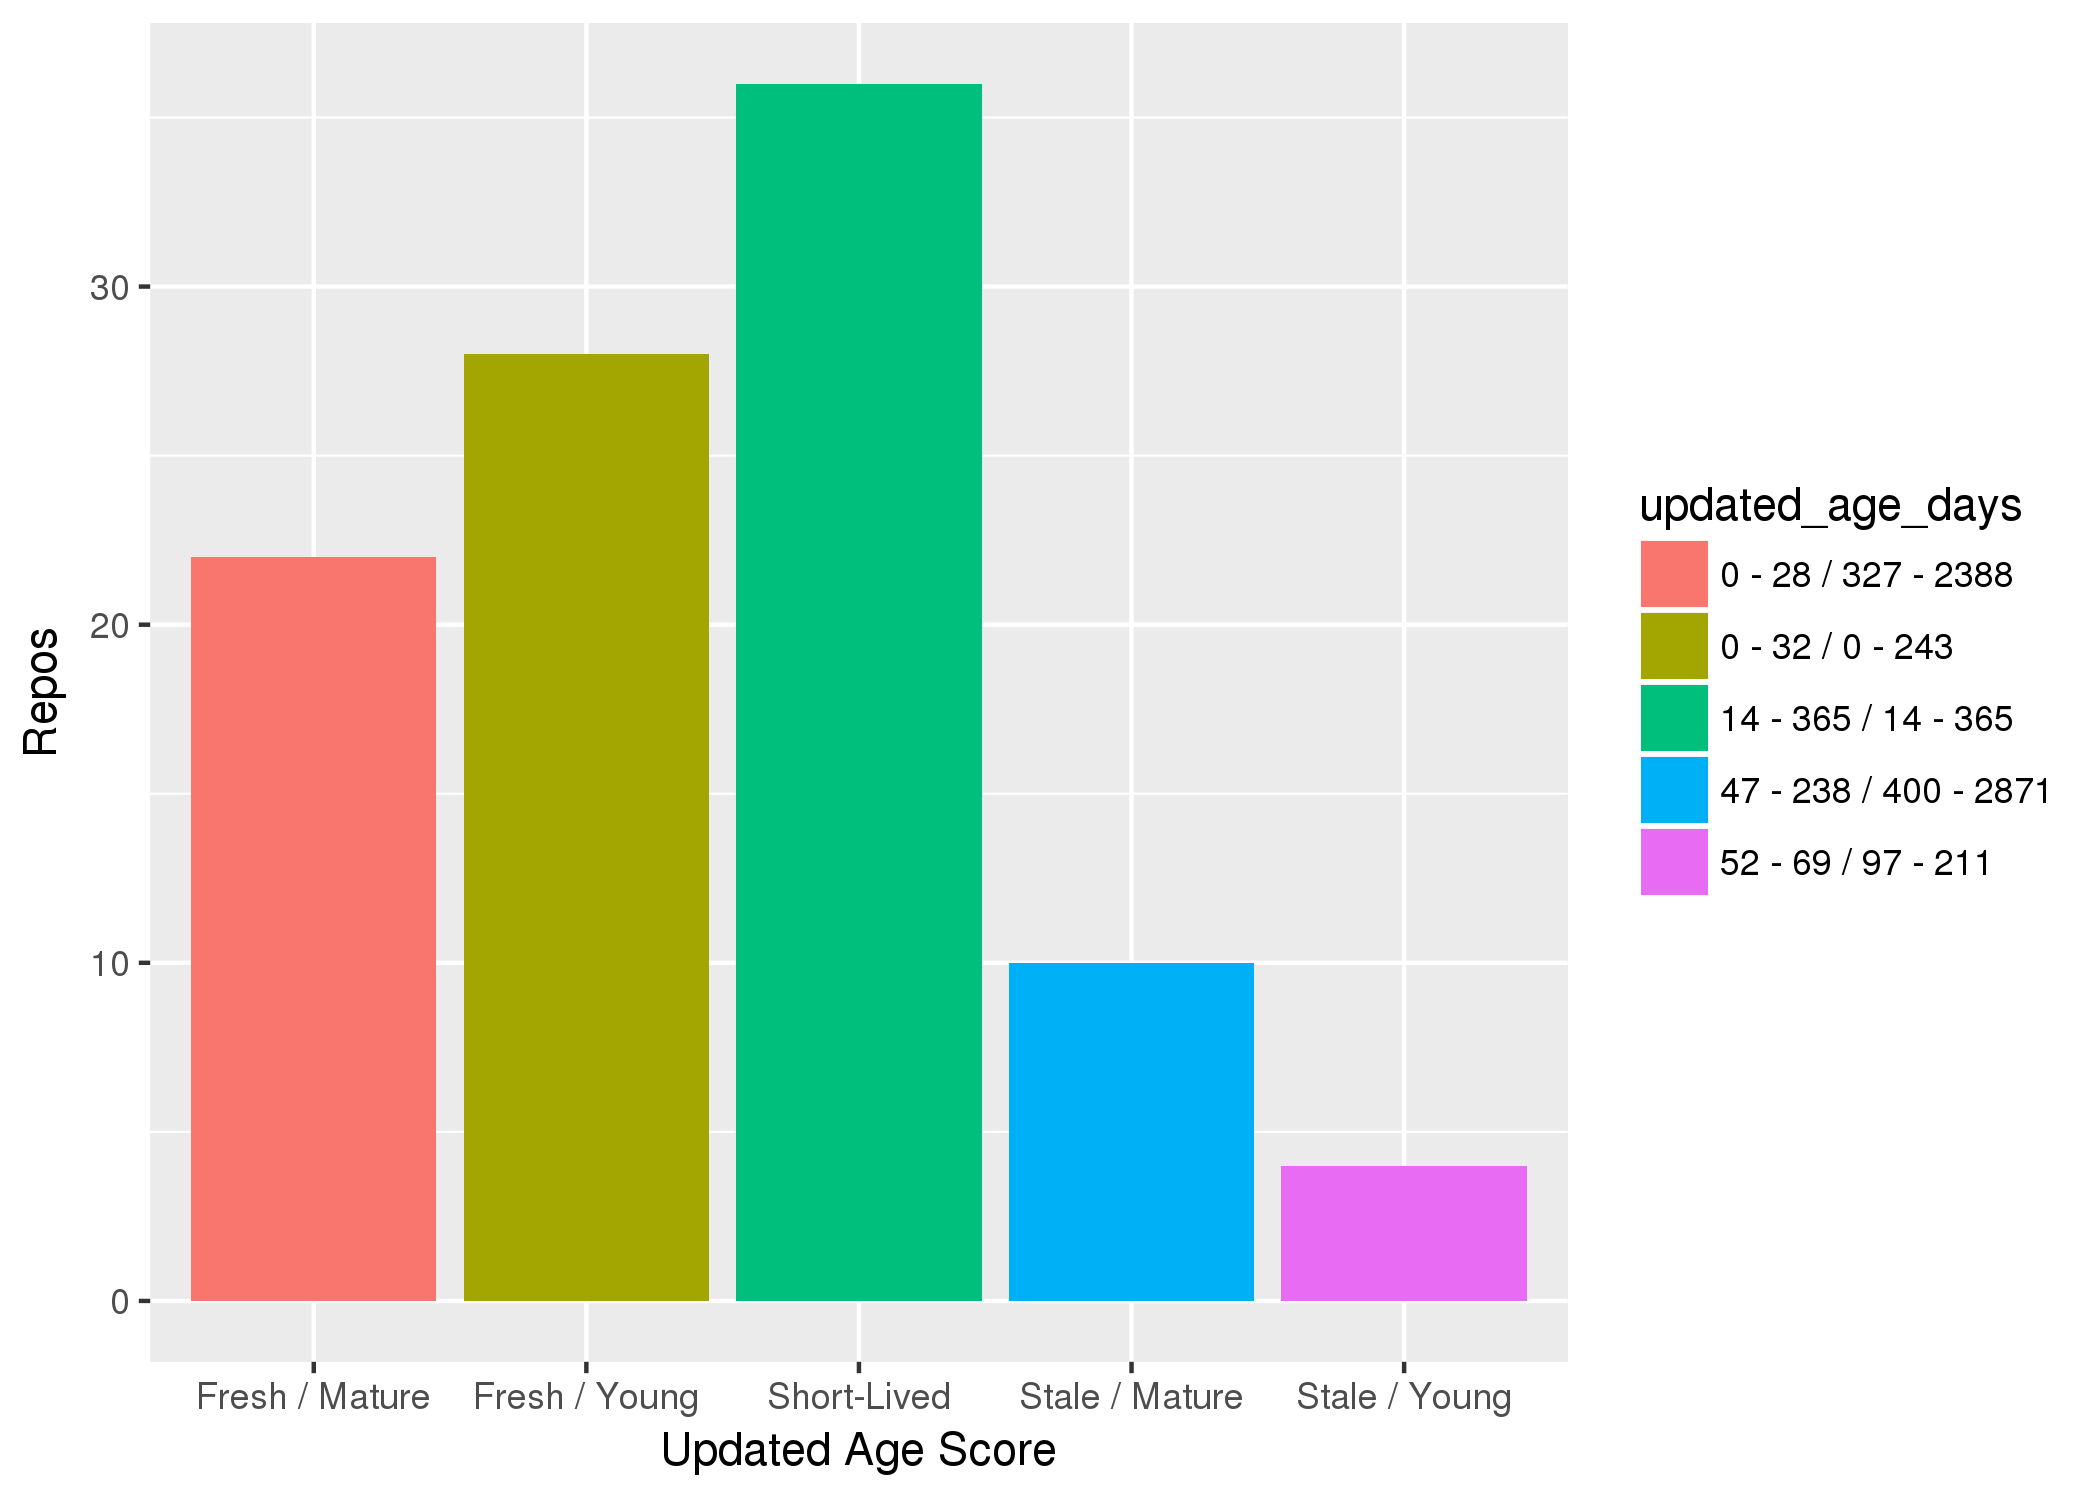 30
20
10
0
Repos
Fresh / Mature
Fresh / Young
Short-Lived
Stale / Mature
Stale / Young
Updated Age Score
updated_age_days
0 - 28 / 327 - 2388
0 - 32 / 0 - 243
14 - 365 / 14 - 365
47 - 238 / 400 - 2871
52 - 69 / 97 - 211